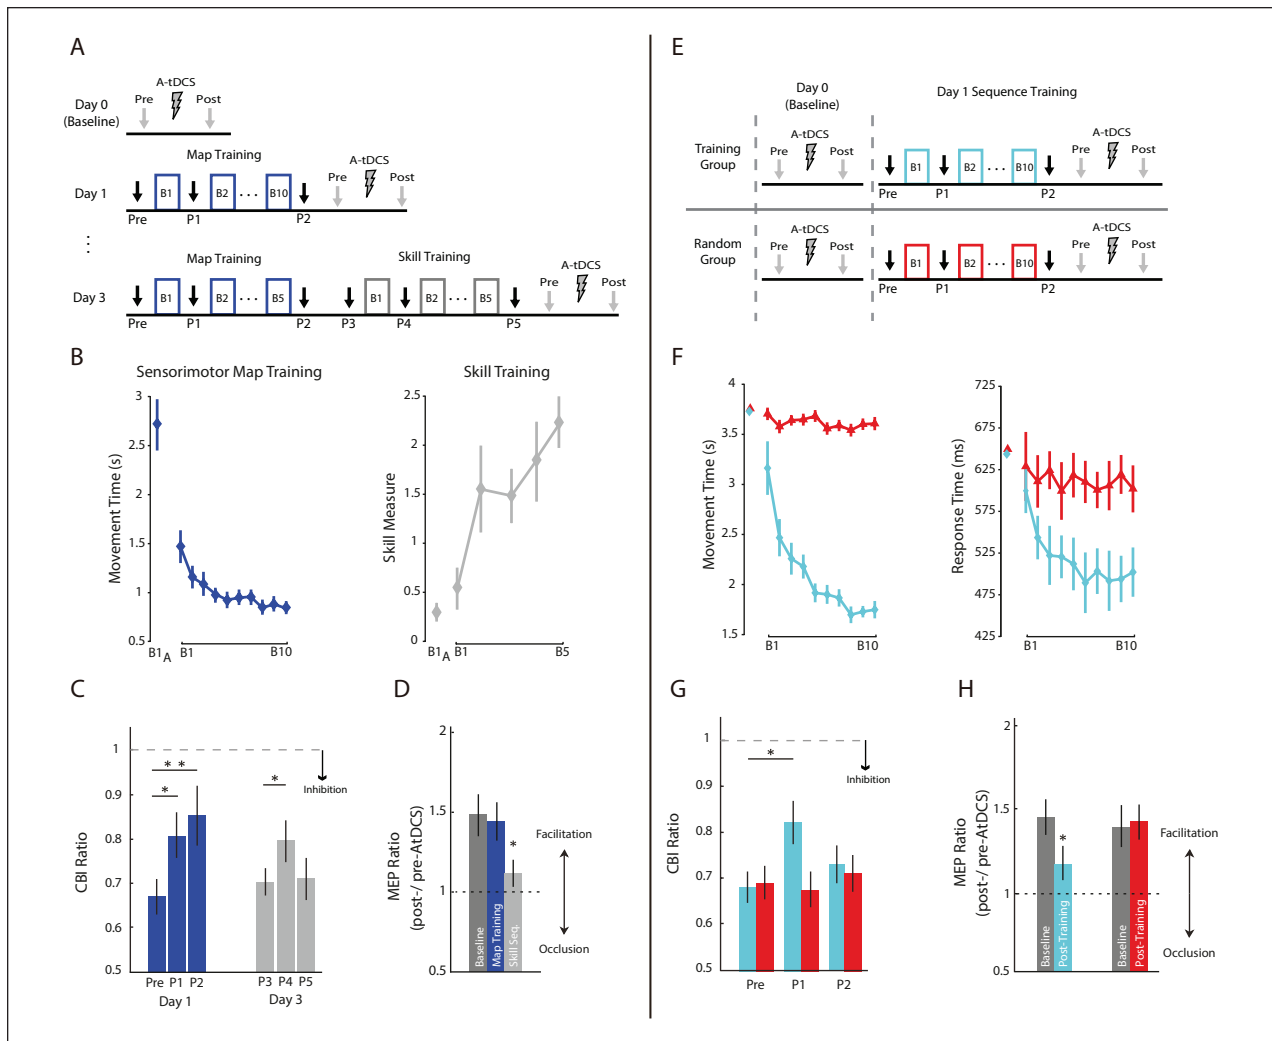 A
Day 0
(Baseline)
Pre
A-tDCS
Post
Map Training
Day 1
B1
B2
...
B10
Pre
A-tDCS
Post
Pre
P1
P2
⋮
Map Training
Skill Training
Day 3
B1
B2
...
B5
B1
B2
...
B5
Pre
A-tDCS
Post
Pre
P1
P2
P3
P4
P5
B
Sensorimotor Map Training
Movement Time (s)
3
2.5
2
1.5
1
0.5
B1A
B1
B10
Skill Training
Skill Measure
2.5
2
1.5
1
0.5
0
B1A
B1
B5
C
CBI Ratio
1
0.9
0.8
0.7
0.6
0.5
* *
*
*
Inhibition
Pre P1 P2
Day 1
P3 P4 P5
Day 3
D
MEP Ratio
(post-/ pre-AtDCS)
2
1.5
1
0.5
*
Baseline
Map Training
Skill Seq.
Facilitation
Occlusion
E
Day 0
(Baseline)
Day 1 Sequence Training
Training
Group
Pre
A-tDCS
Post
B1
B2
...
B10
Pre
A-tDCS
Post
Pre
P1
P2
Random
Group
Pre
A-tDCS
Post
B1
B2
...
B10
Pre
A-tDCS
Post
Pre
P1
P2
F
Movement Time (s)
4
3.5
3
2.5
2
1.5
B1
B10
Response Time (ms)
725
675
625
575
525
475
425
B1
B10
G
CBI Ratio
1
0.9
0.8
0.7
0.6
0.5
*
Inhibition
Pre
P1
P2
H
MEP Ratio
(post-/ pre-AtDCS)
2
1.5
1
0.5
*
Baseline
Post-Training
Baseline
Post-Training
Facilitation
Occlusion